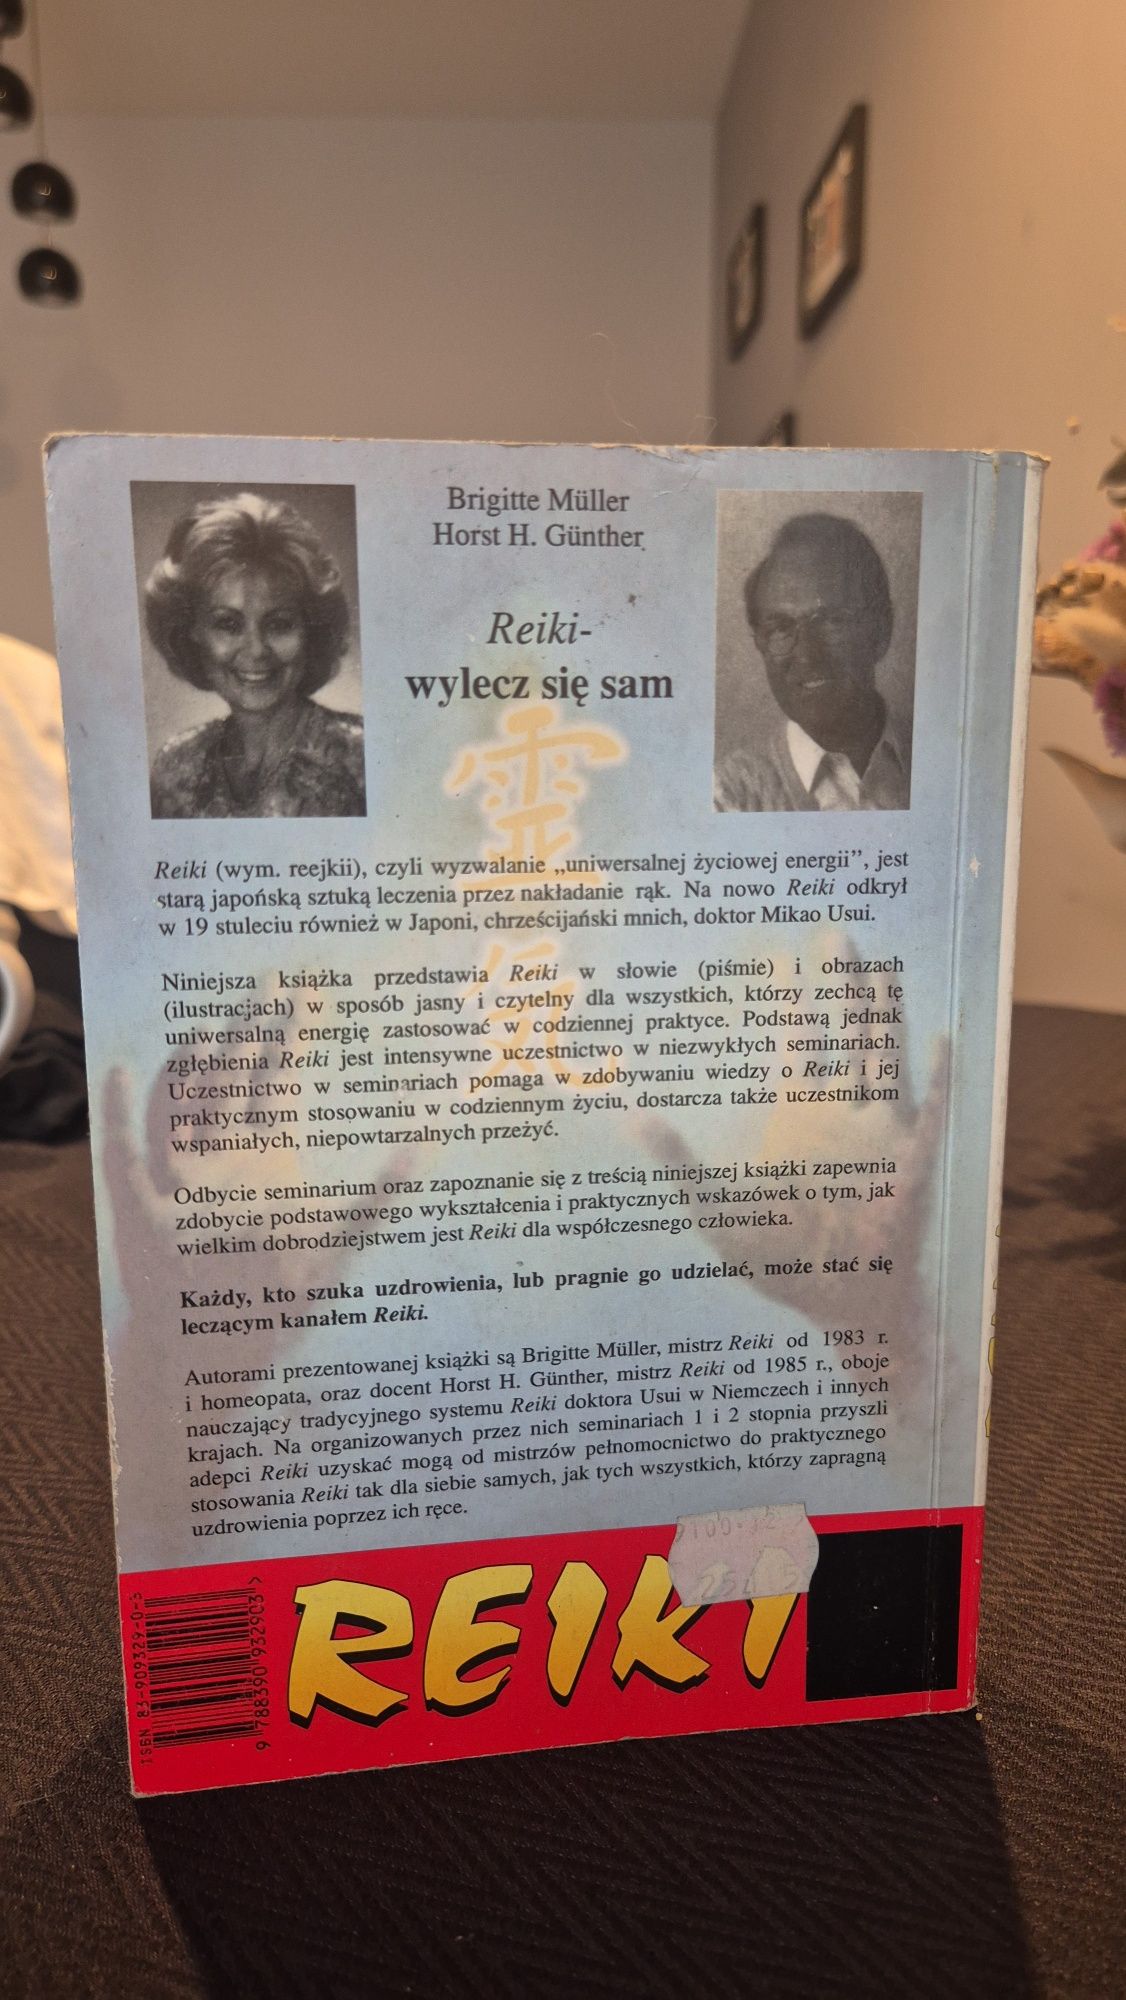 Brigitte Müller
Horst H. Günther
Reiki-
wylecz się sam
靈
氣
Reiki (wym. reejkii), czyli wyzwalanie „uniwersalnej życiowej energii”, jest
starą japońską sztuką leczenia przez nakładanie rąk. Na nowo Reiki odkrył
w 19 stuleciu również w Japoni, chrześcijański mnich, doktor Mikao Usui.
Niniejsza książka przedstawia Reiki w słowie (piśmie) i obrazach
(ilustracjach) w sposób jasny i czytelny dla wszystkich, którzy zechcą tę
uniwersalną energię zastosować w codziennej praktyce. Podstawą jednak
zgłębienia Reiki jest intensywne uczestnictwo w niezwykłych seminariach.
Uczestnictwo w seminariach pomaga w zdobywaniu wiedzy o Reiki i jej
praktycznym stosowaniu w codziennym życiu, dostarcza także uczestnikom
wspaniałych, niepowtarzalnych przeżyć.
Odbycie seminarium oraz zapoznanie się z treścią niniejszej książki zapewnia
zdobycie podstawowego wykształcenia i praktycznych wskazówek o tym, jak
wielkim dobrodziejstwem jest Reiki dla współczesnego człowieka.
Każdy, kto szuka uzdrowienia, lub pragnie go udzielać, może stać się
leczącym kanałem Reiki.
Autorami prezentowanej książki są Brigitte Müller, mistrz Reiki od 1983 r.
i homeopata, oraz docent Horst H. Günther, mistrz Reiki od 1985 r., oboje
nauczający tradycyjnego systemu Reiki doktora Usui w Niemczech i innych
krajach. Na organizowanych przez nich seminariach 1 i 2 stopnia przyszli
adepci Reiki uzyskać mogą od mistrzów pełnomocnictwo do praktycznego
stosowania Reiki tak dla siebie samych, jak tych wszystkich, którzy zapragną
uzdrowienia poprzez ich ręce.
REIKI
ISBN 83-909329-0-3
9 788390 932903 >